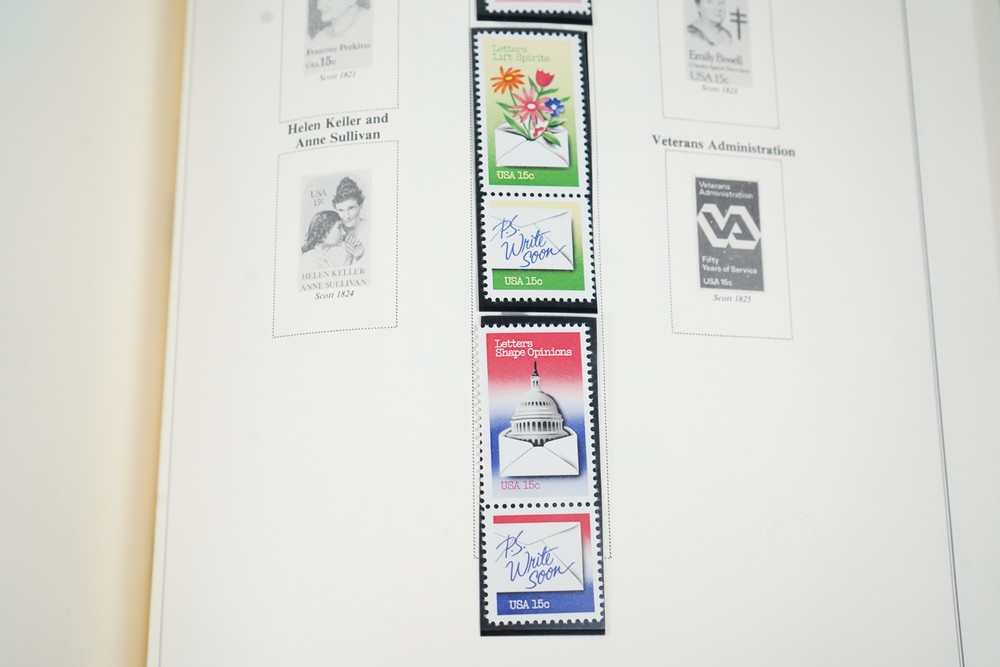 Frances Perkins
USA 15c
Scott 1821
Helen Keller and
Anne Sullivan
USA
15c
HELEN KELLER
ANNE SULLIVAN
Scott 1824
Letters
Lift Spirits
USA 15c
P.S.
Write
Soon
USA 15c
Letters
Shape Opinions
USA 15c
P.S.
Write
Soon
USA 15c
Emily Bissell
USA 15c
Scott 1823
Veterans Administration
Veterans
Administration
VA
Fifty
Years of Service
USA 15c
Scott 1825